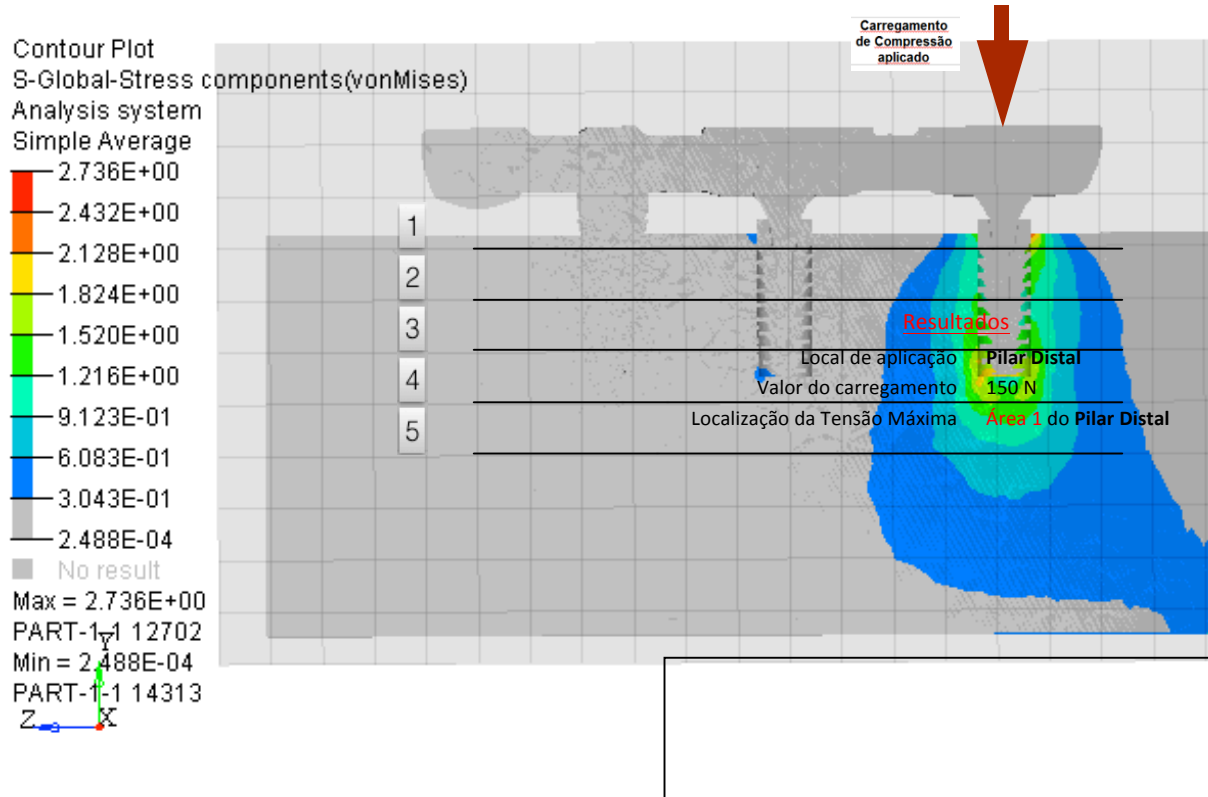 Carregamento
de Compressão
aplicado
Contour Plot
S-Global-Stress components(vonMises)
Analysis system
Simple Average
2.736E+00
2.432E+00
2.128E+00
1.824E+00
1.520E+00
1.216E+00
9.123E-01
6.083E-01
3.043E-01
2.488E-04
No result
Max = 2.736E+00
PART-1-1 12702
Min = 2.488E-04
PART-1-1 14313
Y
Z
X
1
2
3
4
5
Resultados
Local de aplicação Pilar Distal
Valor do carregamento 150 N
Localização da Tensão Máxima Área 1 do Pilar Distal